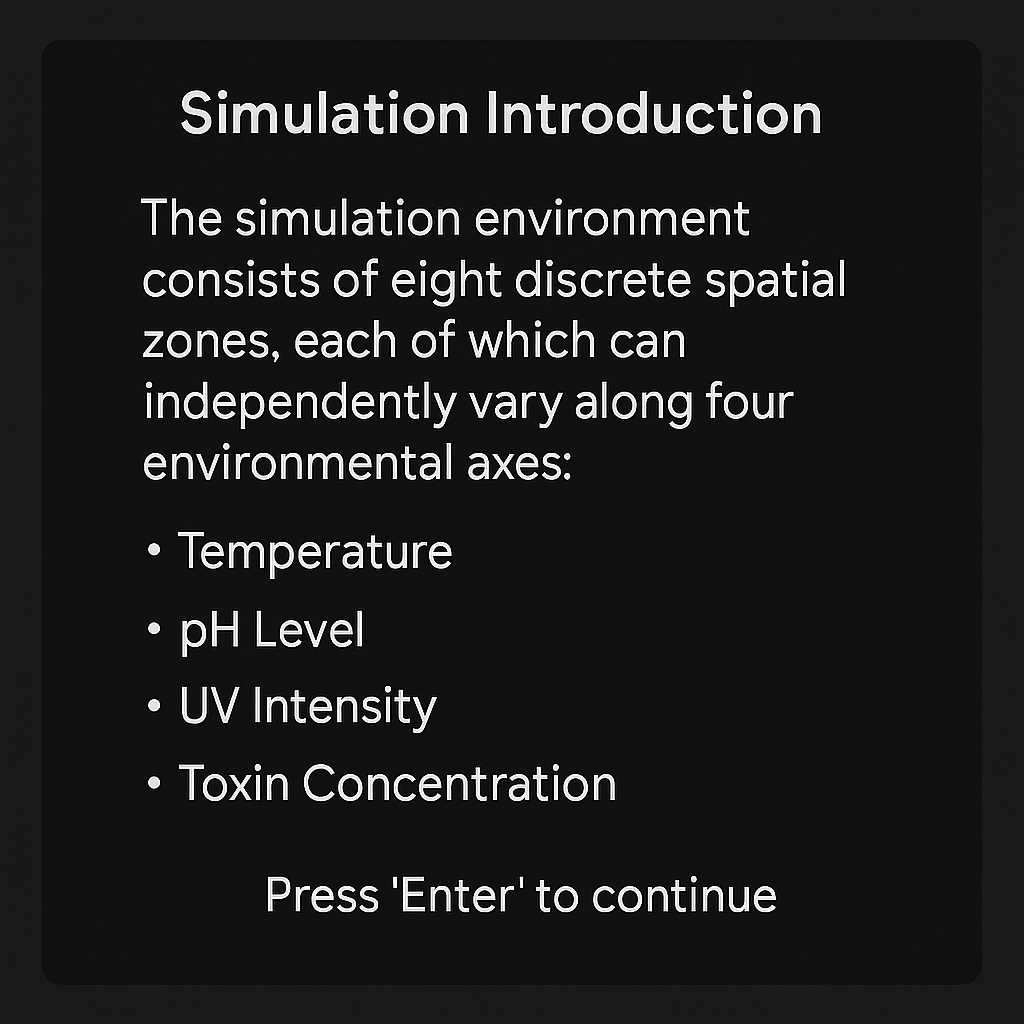 Simulation Introduction
The simulation environment
consists of eight discrete spatial
zones, each of which can
independently vary along four
environmental axes:
• Temperature
• pH Level
• UV Intensity
• Toxin Concentration
Press 'Enter' to continue